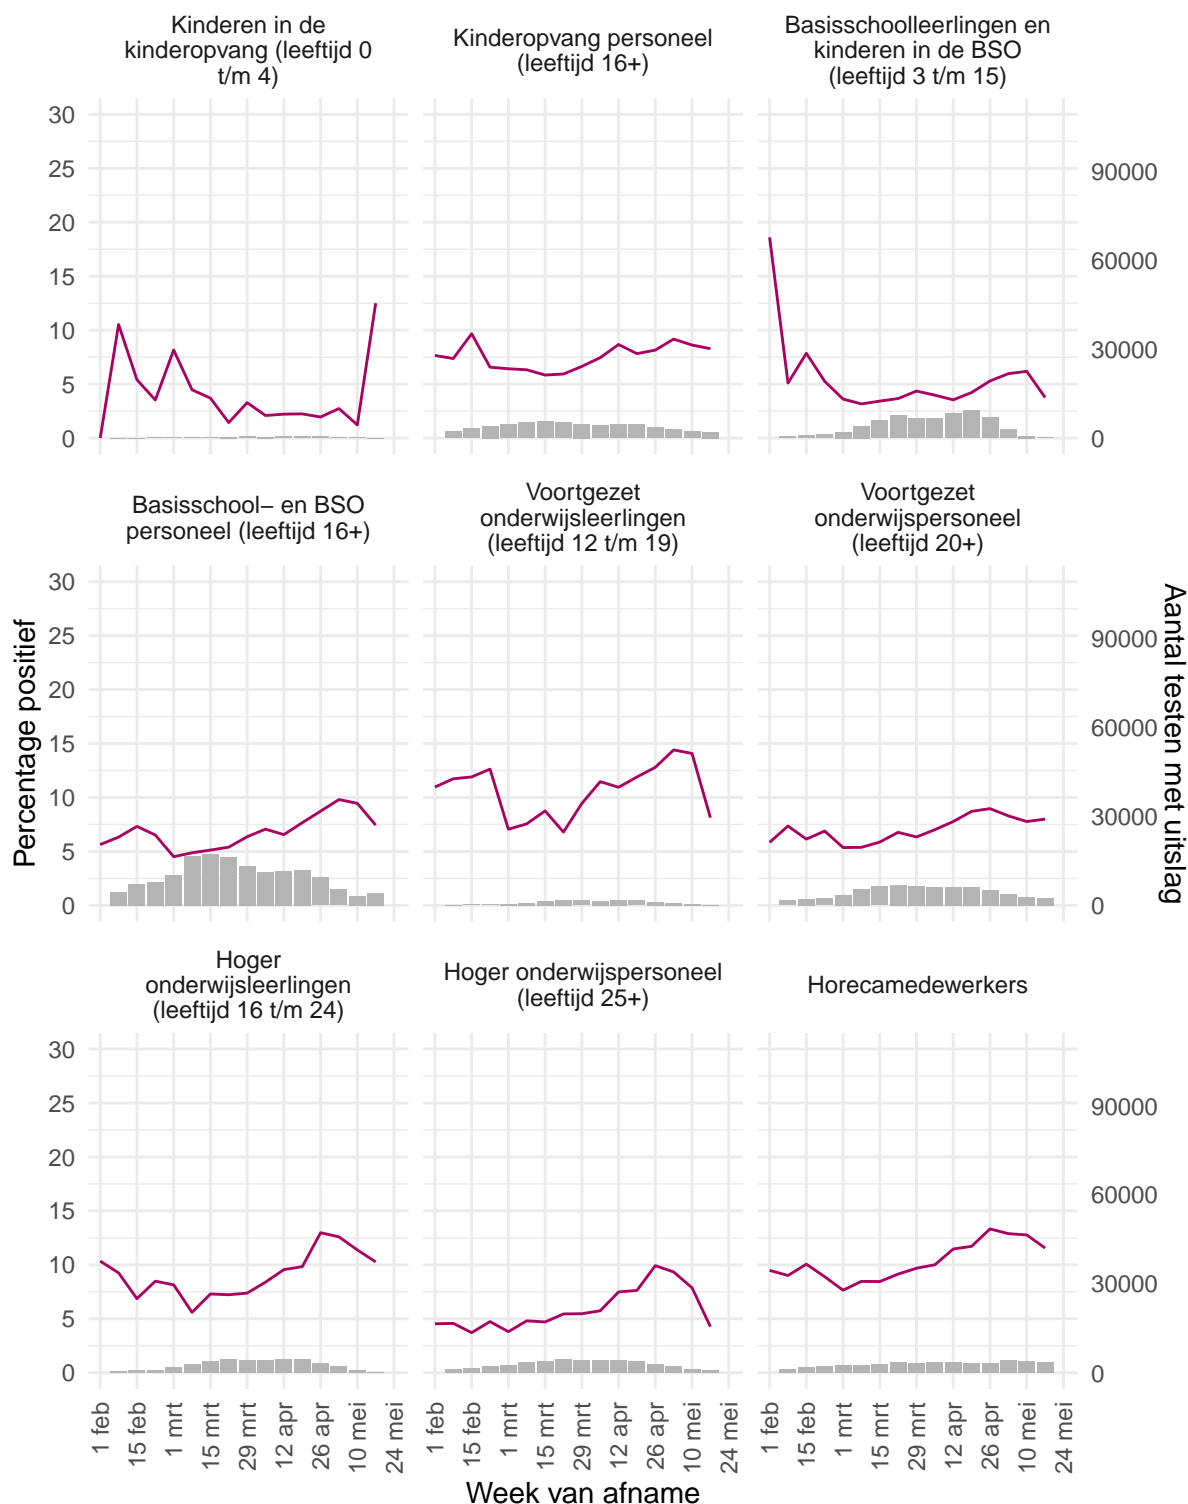 Kinderen in de
kinderopvang (leeftijd 0
t/m 4)
Kinderopvang personeel
(leeftijd 16+)
Basisschoolleerlingen en
kinderen in de BSO
(leeftijd 3 t/m 15)
30
25
20
15
10
5
0
90000
60000
30000
0
Basisschool– en BSO
personeel (leeftijd 16+)
Voortgezet
onderwijsleerlingen
(leeftijd 12 t/m 19)
Voortgezet
onderwijspersoneel
(leeftijd 20+)
Percentage positief
30
25
20
15
10
5
0
90000
60000
30000
0
Aantal testen met uitslag
Hoger
onderwijsleerlingen
(leeftijd 16 t/m 24)
Hoger onderwijspersoneel
(leeftijd 25+)
Horecamedewerkers
30
25
20
15
10
5
0
90000
60000
30000
0
1 feb
15 feb
1 mrt
15 mrt
29 mrt
12 apr
26 apr
10 mei
24 mei
1 feb
15 feb
1 mrt
15 mrt
29 mrt
12 apr
26 apr
10 mei
24 mei
1 feb
15 feb
1 mrt
15 mrt
29 mrt
12 apr
26 apr
10 mei
24 mei
Week van afname